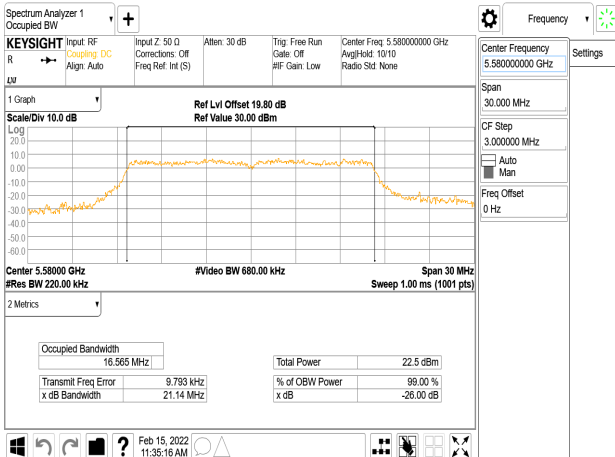 Spectrum Analyzer 1
Occupied BW
Frequency
KEYSIGHT
R
LXI
Input: RF
Coupling: DC
Align: Auto
Input Z: 50 Ω
Corrections: Off
Freq Ref: Int (S)
Atten: 30 dB
Trig: Free Run
Gate: Off
#IF Gain: Low
Center Freq: 5.580000000 GHz
Avg|Hold: 10/10
Radio Std: None
Center Frequency
5.580000000 GHz
Settings
Span
30.000 MHz
CF Step
3.000000 MHz
Auto
Man
Freq Offset
0 Hz
1 Graph
Scale/Div 10.0 dB
Ref Lvl Offset 19.80 dB
Ref Value 30.00 dBm
Log
20.0
10.0
0.00
-10.0
-20.0
-30.0
-40.0
-50.0
-60.0
Center 5.58000 GHz
#Video BW 680.00 kHz
Span 30 MHz
#Res BW 220.00 kHz
Sweep 1.00 ms (1001 pts)
2 Metrics
Occupied Bandwidth
16.565 MHz
Total Power 22.5 dBm
Transmit Freq Error 9.793 kHz
% of OBW Power 99.00 %
x dB Bandwidth 21.14 MHz
x dB -26.00 dB
?
Feb 15, 2022
11:35:16 AM